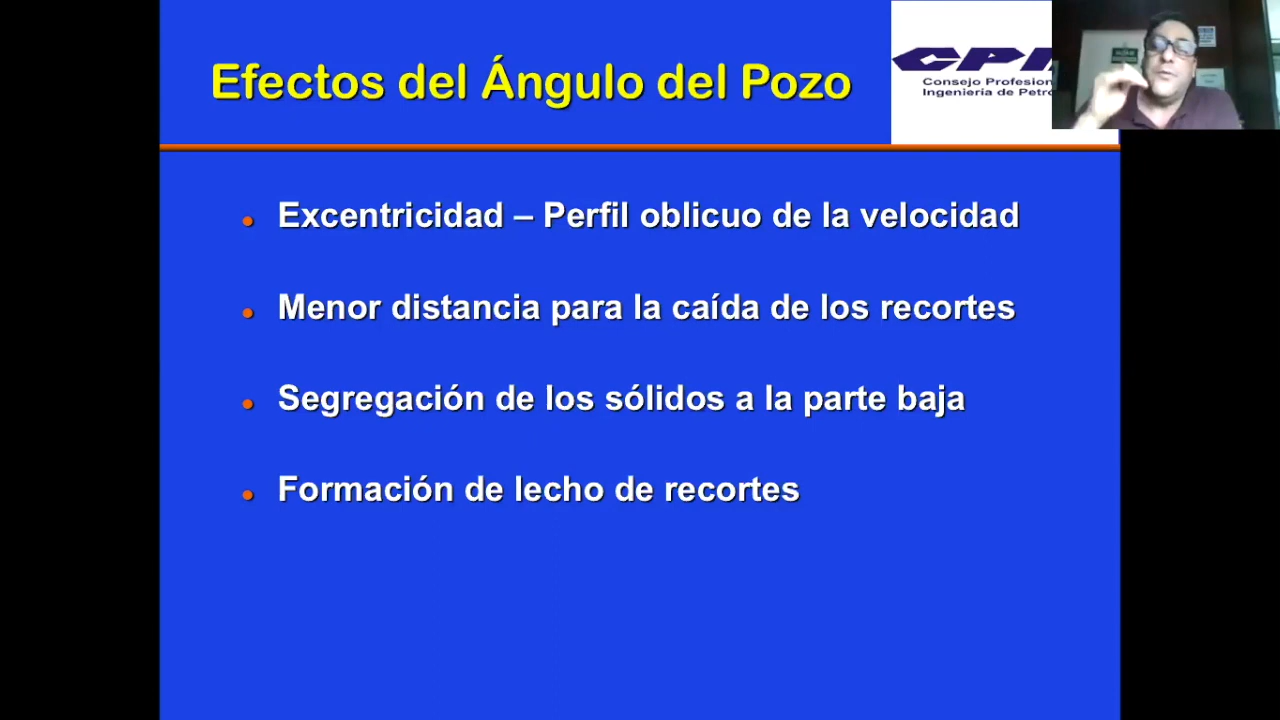 Efectos del Ángulo del Pozo
Consejo Profesion
Ingeniería de Petró
Excentricidad – Perfil oblicuo de la velocidad
Menor distancia para la caída de los recortes
Segregación de los sólidos a la parte baja
Formación de lecho de recortes